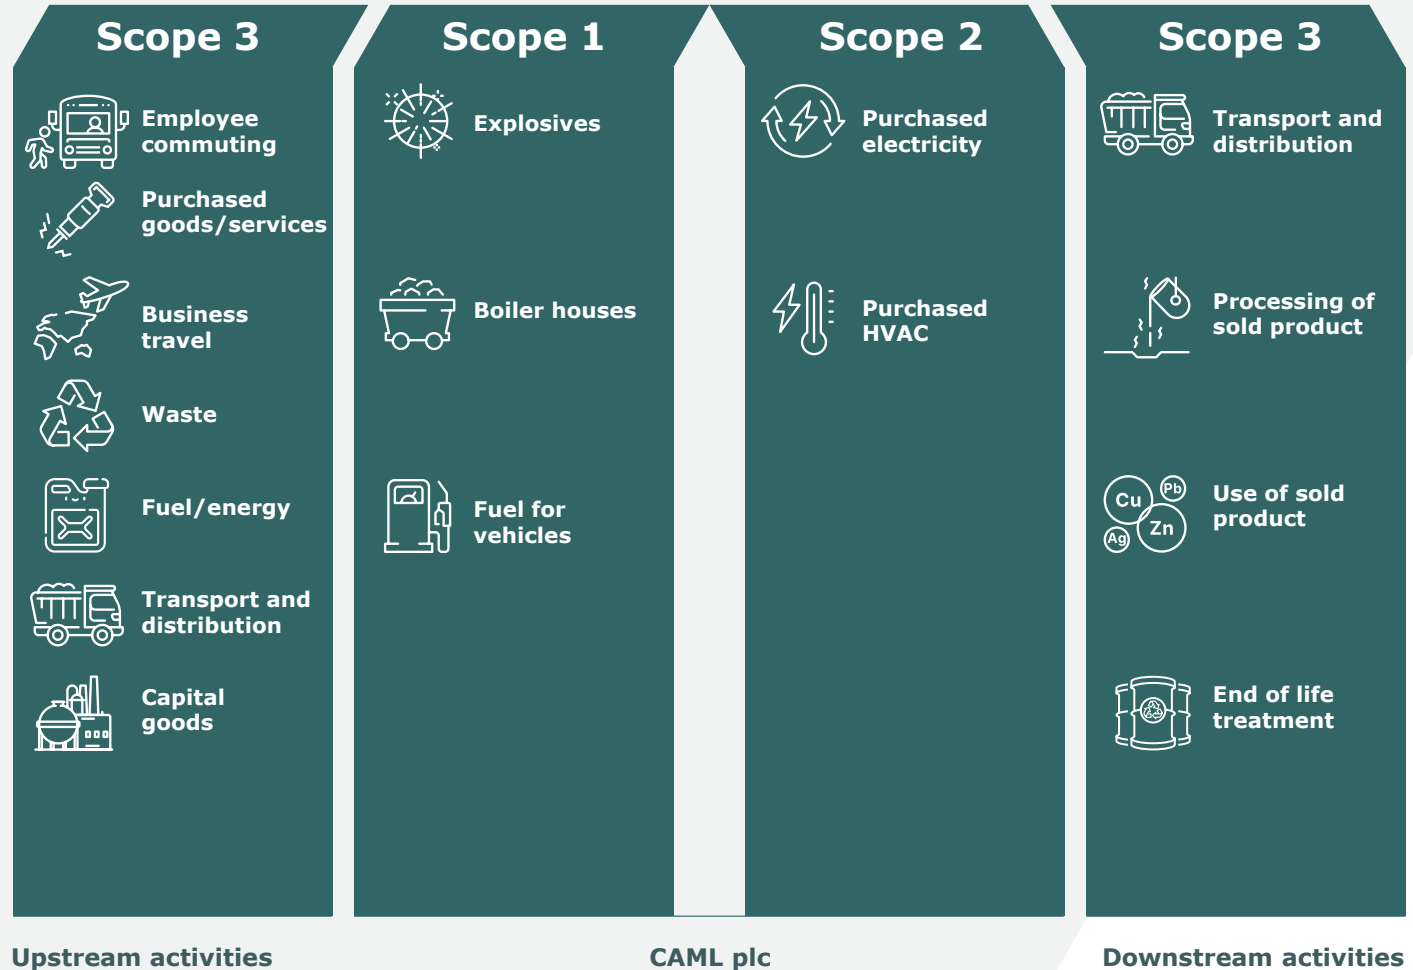 Scope 3
Employee
commuting
Purchased
goods/services
Business
travel
Waste
Fuel/energy
Transport and
distribution
Capital
goods
Scope 1
Explosives
Boiler houses
Fuel for
vehicles
Scope 2
Purchased
electricity
Purchased
HVAC
Scope 3
Transport and
distribution
Processing of
sold product
Cu
Pb
Ag
Zn
Use of sold
product
End of life
treatment
Upstream activities
CAML plc
Downstream activities